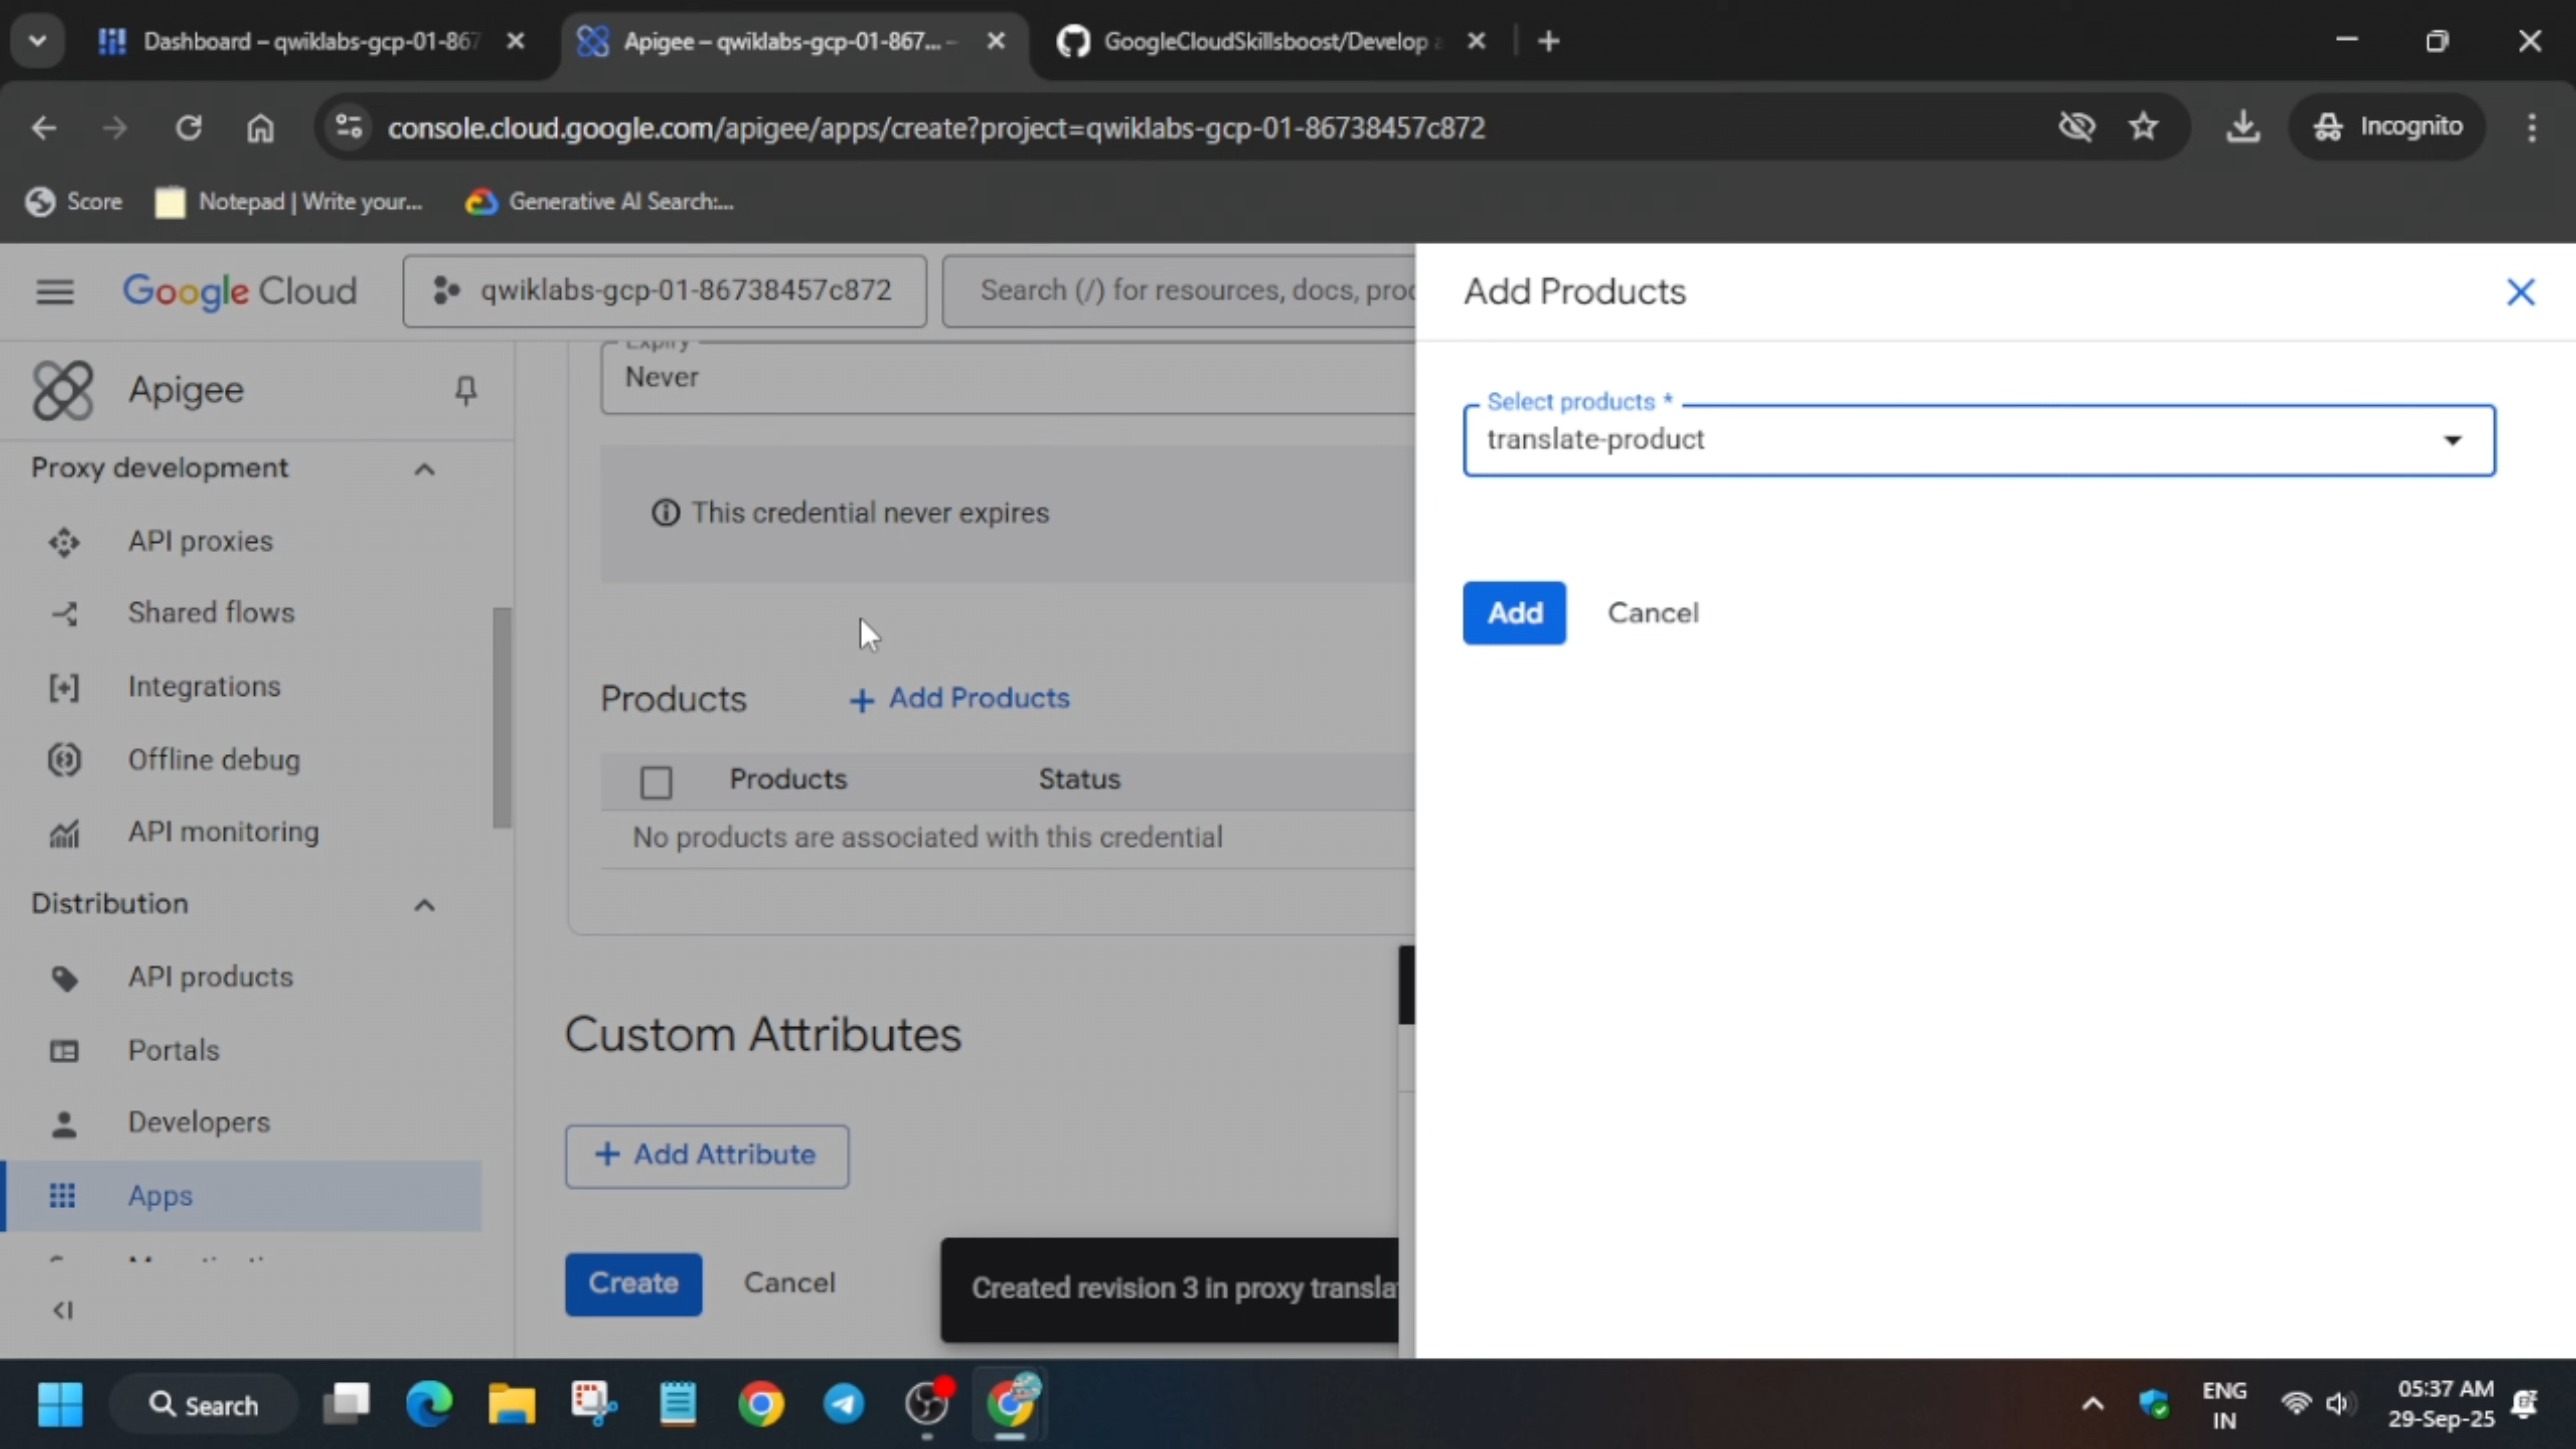 Dashboard – qwiklabs-gcp-01-867
Apigee – qwiklabs-gcp-01-867... –
GoogleCloudSkillsboost/Develop a
console.cloud.google.com/apigee/apps/create?project=qwiklabs-gcp-01-86738457c872
Incognito
Score
Notepad | Write your...
Generative AI Search:...
Google Cloud
qwiklabs-gcp-01-86738457c872
Search (/) for resources, docs, proc
Apigee
Proxy development
API proxies
Shared flows
Integrations
Offline debug
API monitoring
Distribution
API products
Portals
Developers
Apps
Expiry
Never
This credential never expires
Products
+ Add Products
Products
Status
No products are associated with this credential
Custom Attributes
+ Add Attribute
Create
Cancel
Created revision 3 in proxy transla
Add Products
Select products *
translate-product
Add
Cancel
Search
ENG
IN
05:37 AM
29-Sep-25